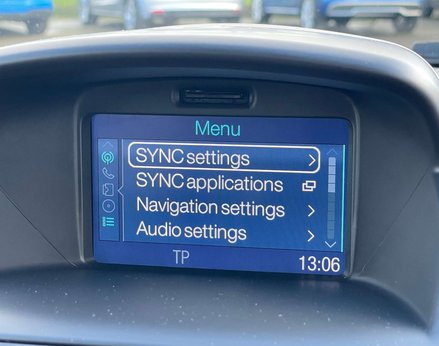 Menu
SYNC settings
SYNC applications
Navigation settings
Audio settings
TP
13:06